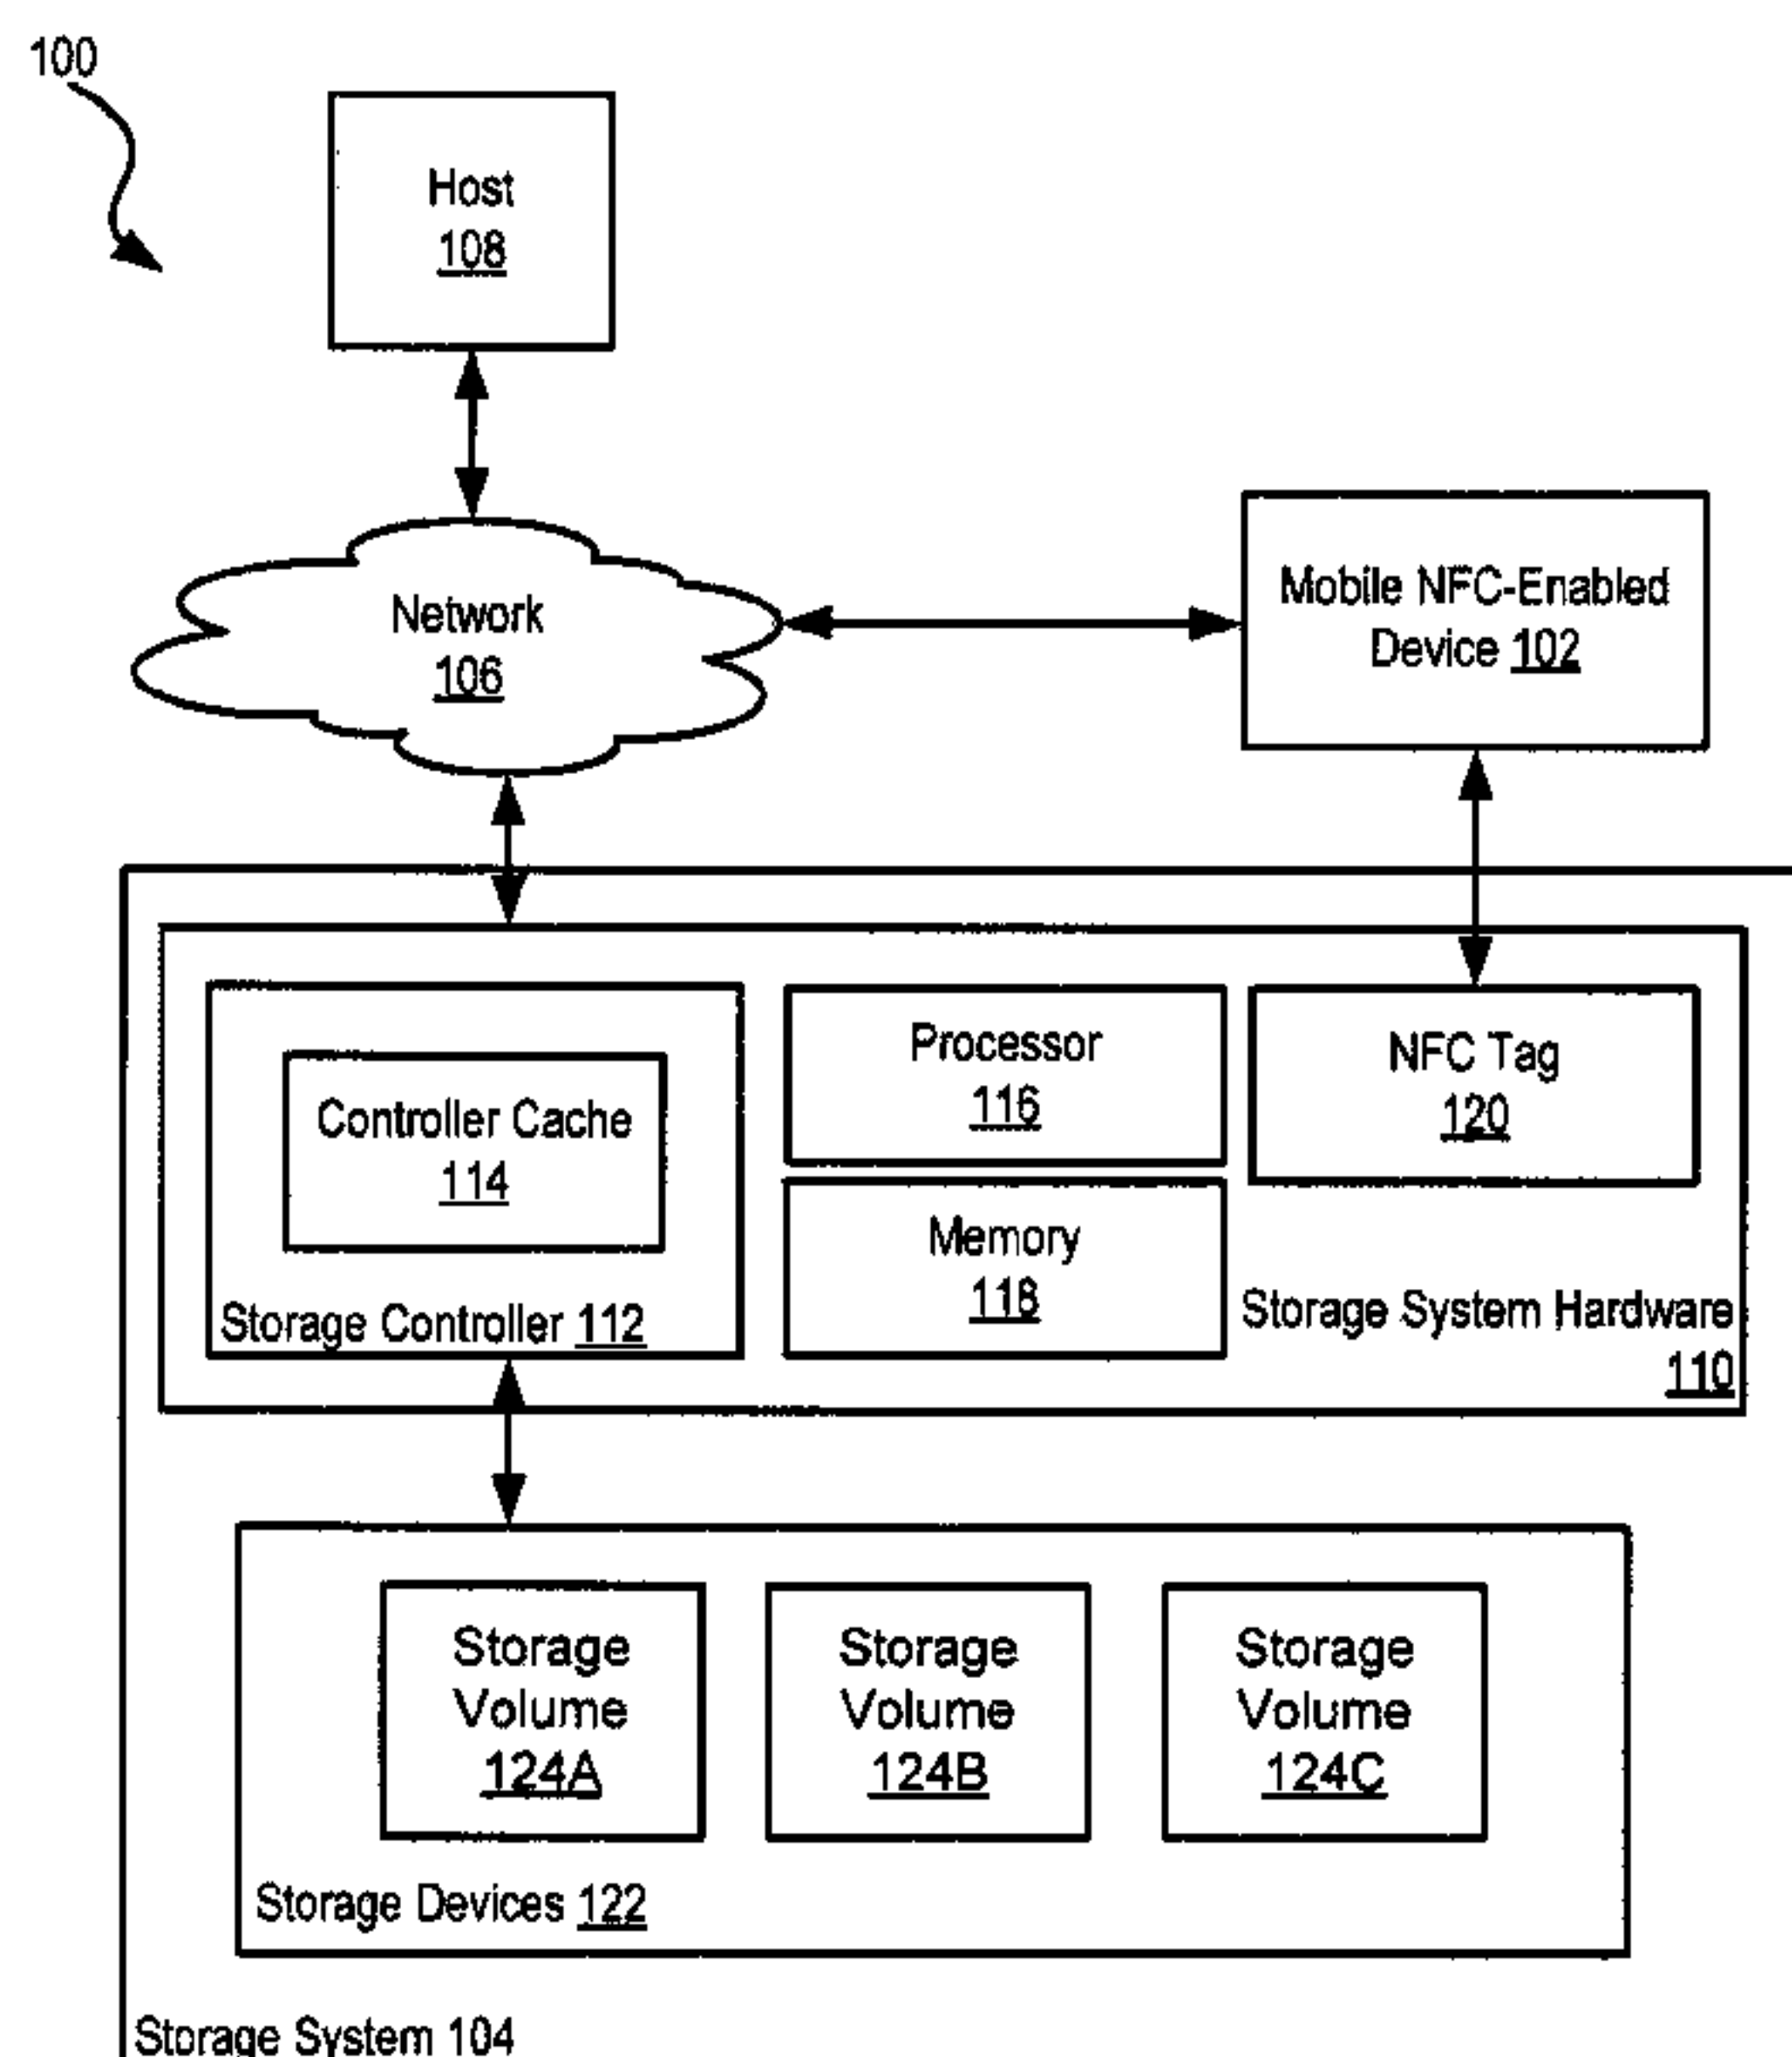 100
Host
108
Network
106
Mobile NFC-Enabled
Device 102
Controller Cache
114
Storage Controller 112
Processor
116
Memory
118
NFC Tag
120
Storage System Hardware
110
Storage
Volume
124A
Storage
Volume
124B
Storage
Volume
124C
Storage Devices 122
Storage System 104